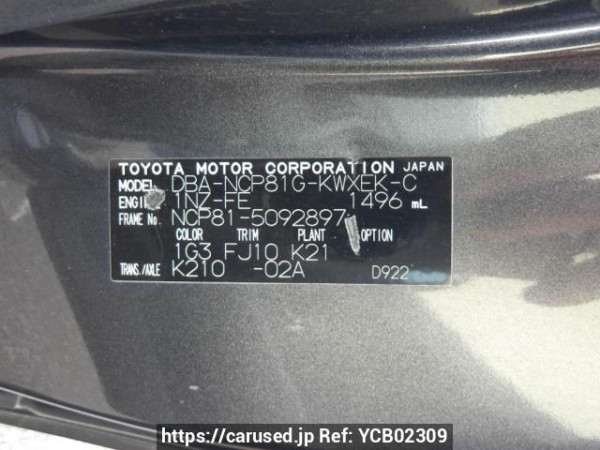 TOYOTA MOTOR CORPORATION JAPAN
MODEL DBA-NCP81G-KWXEK-C
ENGINE 1NZ-FE 1496 mL
FRAME No. NCP81-5092897
COLOR TRIM PLANT OPTION
1G3 FJ10 K21
TRANS./AXLE K210 -02A D922
https://carused.jp Ref: YCB02309